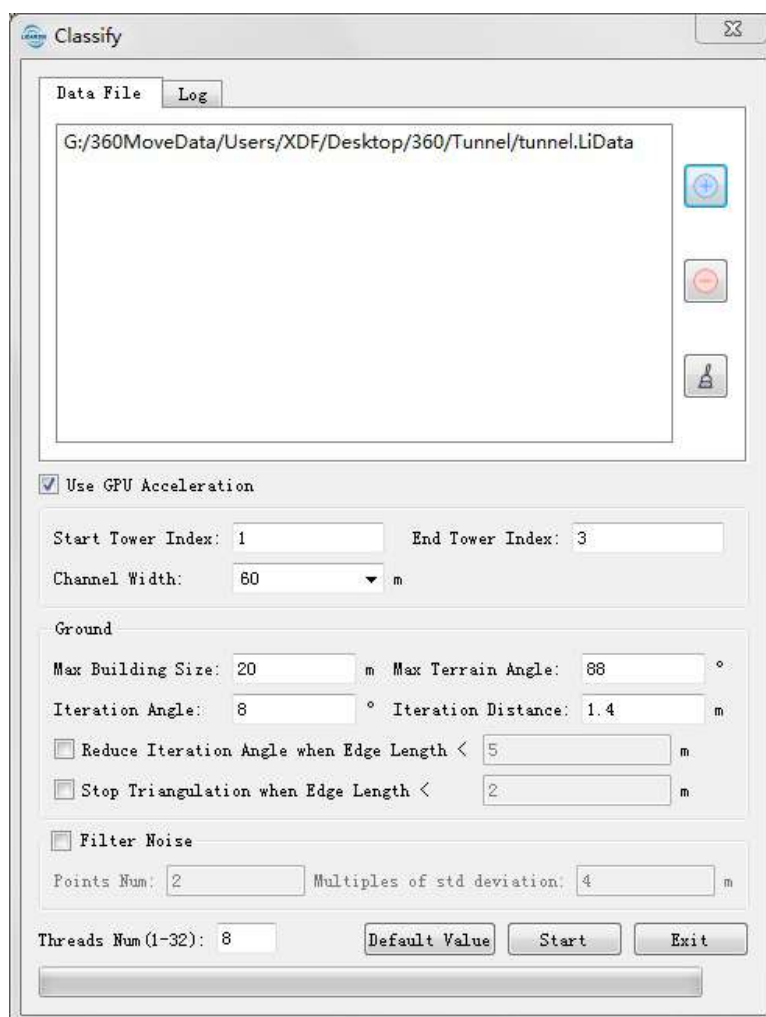 Classify
Data File Log
G:/360MoveData/Users/XDF/Desktop/360/Tunnel/tunnel.LiData
Use GPU Acceleration
Start Tower Index: 1 End Tower Index: 3
Channel Width: 60 m
Ground
Max Building Size: 20 m Max Terrain Angle: 88 °
Iteration Angle: 8 ° Iteration Distance: 1.4 m
Reduce Iteration Angle when Edge Length < 5 m
Stop Triangulation when Edge Length < 2 m
Filter Noise
Points Num: 2 Multiples of std deviation: 4 m
Threads Num(1-32): 8 Default Value Start Exit